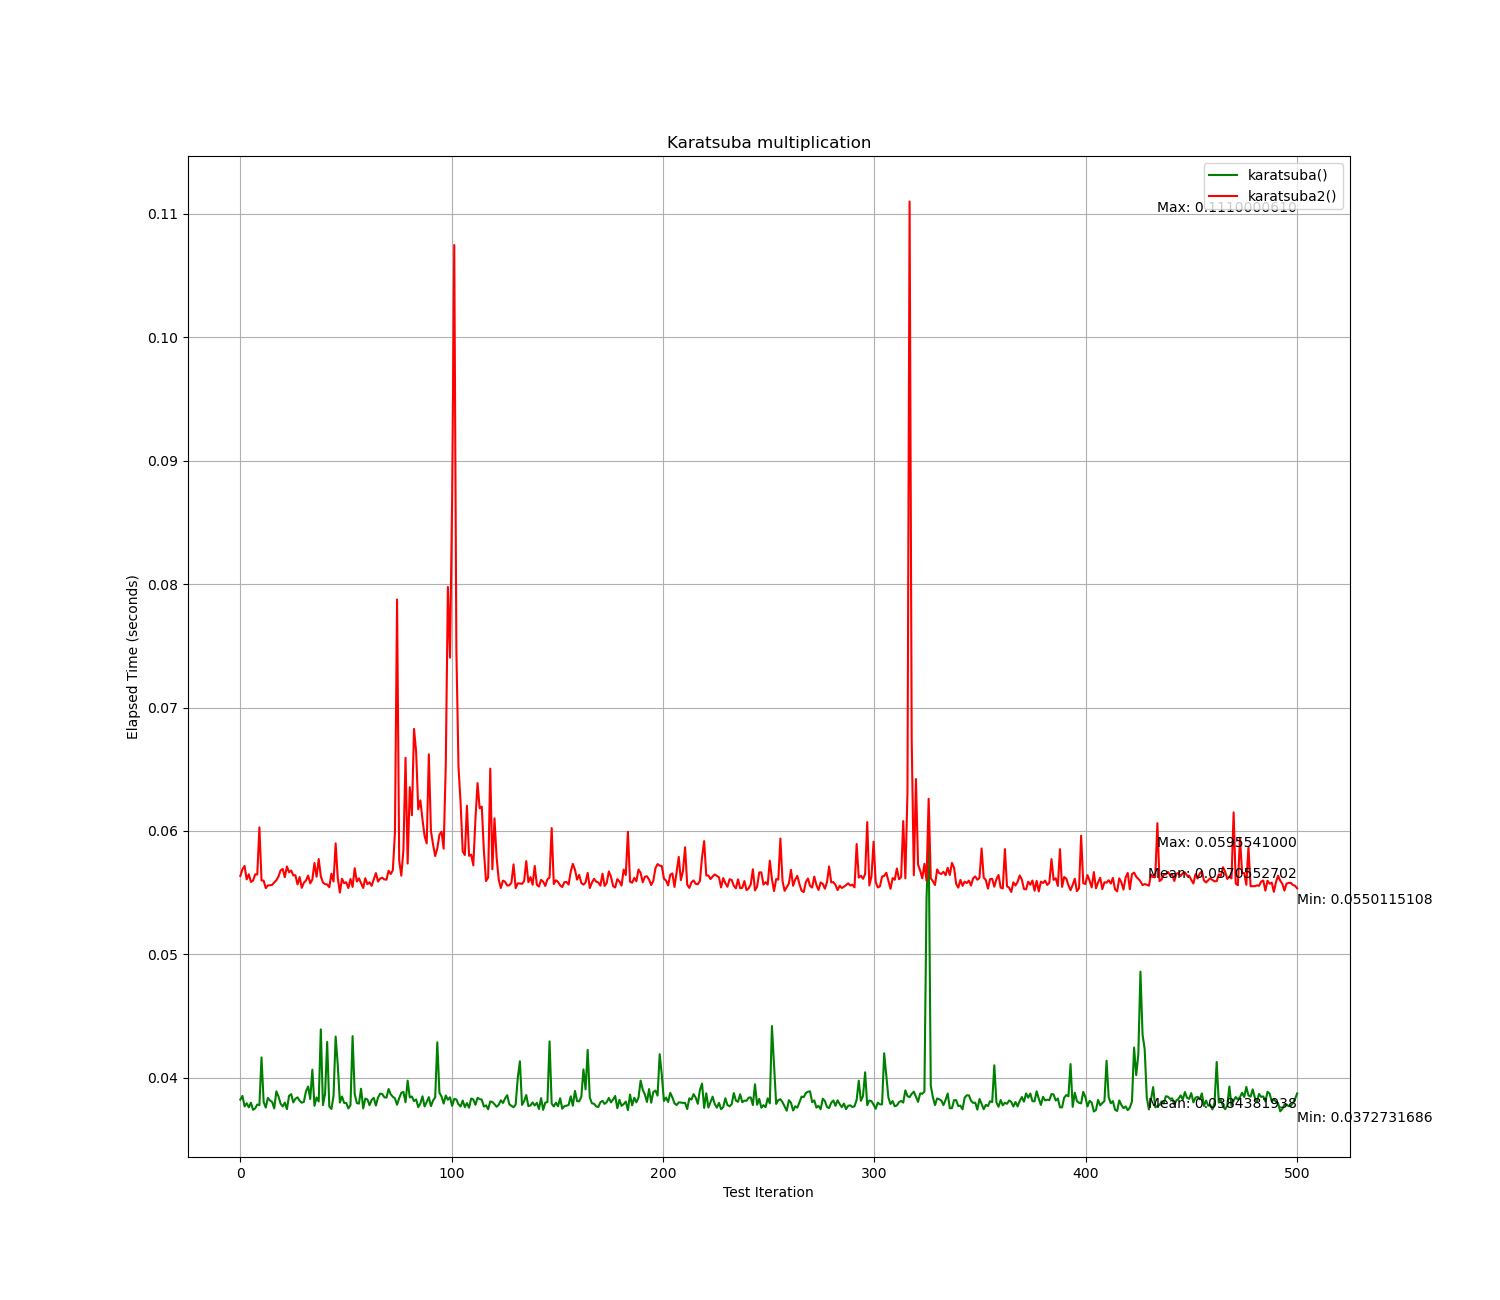 Karatsuba multiplication
karatsuba()
karatsuba2()
Max: 0.1110000610
0.11
0.10
0.09
0.08
0.07
0.06
0.05
0.04
Elapsed Time (seconds)
Max: 0.0595541000
Mean: 0.0570552702
Min: 0.0550115108
Mean: 0.0384381938
Min: 0.0372731686
0 100 200 300 400 500
Test Iteration